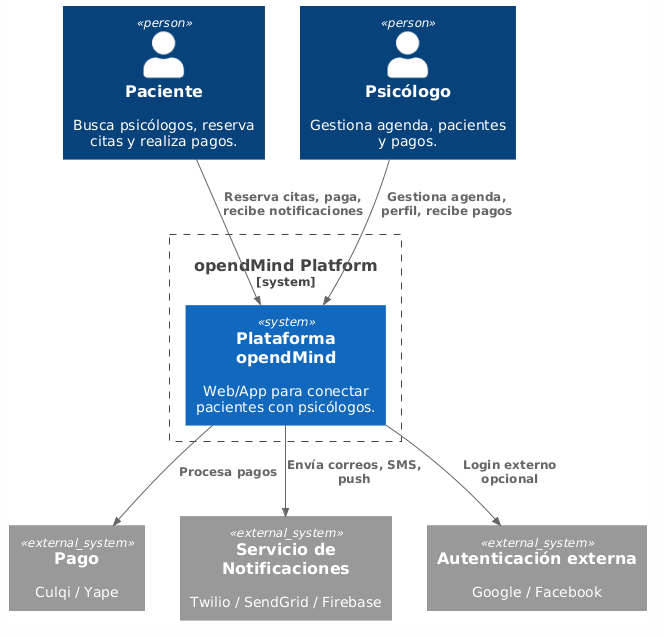 «person»
Paciente
Busca psicólogos, reserva
citas y realiza pagos.
«person»
Psicólogo
Gestiona agenda, pacientes
y pagos.
Reserva citas, paga,
recibe notificaciones
Gestiona agenda,
perfil, recibe pagos
opendMind Platform
[system]
«system»
Plataforma
opendMind
Web/App para conectar
pacientes con psicólogos.
Procesa pagos
Envía correos, SMS,
push
Login externo
opcional
«external_system»
Pago
Culqi / Yape
«external_system»
Servicio de
Notificaciones
Twilio / SendGrid / Firebase
«external_system»
Autenticación externa
Google / Facebook